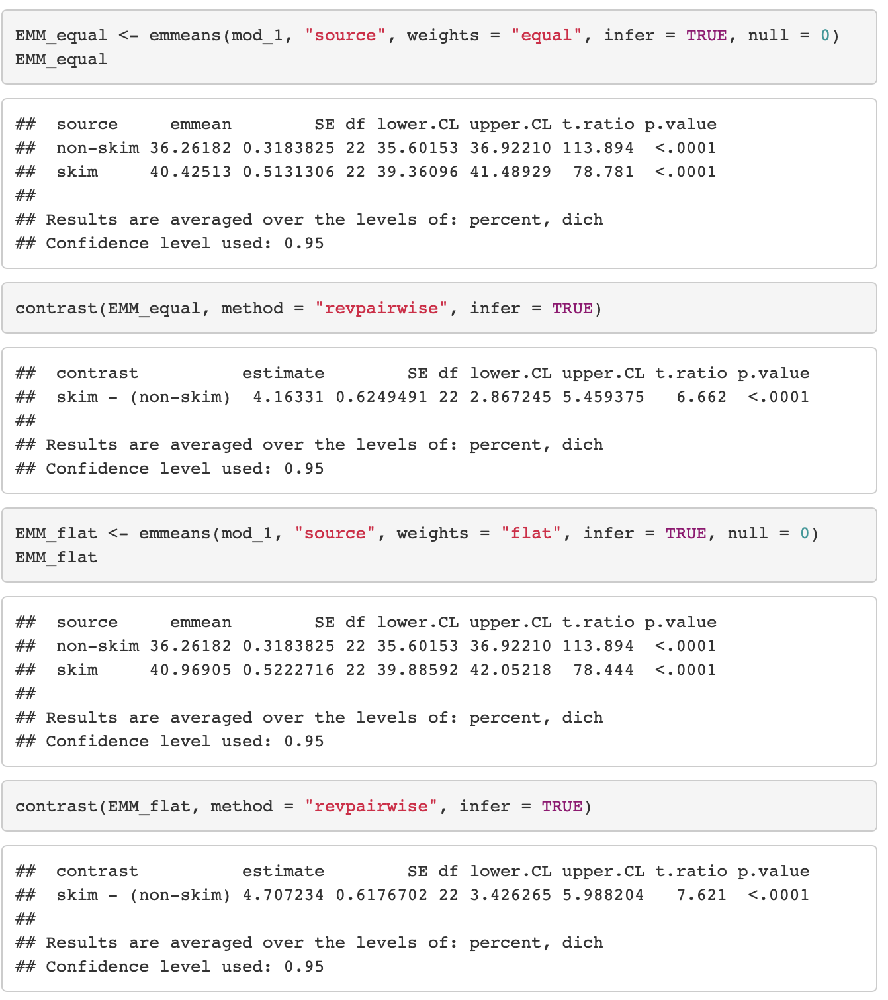 EMM_equal <- emmeans(mod_1, "source", weights = "equal", infer = TRUE, null = 0)
EMM_equal
##  source     emmean        SE df lower.CL upper.CL t.ratio p.value
##  non-skim 36.26182 0.3183825 22 35.60153 36.92210 113.894  <.0001
##  skim     40.42513 0.5131306 22 39.36096 41.48929  78.781  <.0001
##
## Results are averaged over the levels of: percent, dich
## Confidence level used: 0.95
contrast(EMM_equal, method = "revpairwise", infer = TRUE)
##  contrast          estimate        SE df lower.CL upper.CL t.ratio p.value
##  skim - (non-skim)  4.16331 0.6249491 22 2.867245 5.459375   6.662  <.0001
##
## Results are averaged over the levels of: percent, dich
## Confidence level used: 0.95
EMM_flat <- emmeans(mod_1, "source", weights = "flat", infer = TRUE, null = 0)
EMM_flat
##  source     emmean        SE df lower.CL upper.CL t.ratio p.value
##  non-skim 36.26182 0.3183825 22 35.60153 36.92210 113.894  <.0001
##  skim     40.96905 0.5222716 22 39.88592 42.05218  78.444  <.0001
##
## Results are averaged over the levels of: percent, dich
## Confidence level used: 0.95
contrast(EMM_flat, method = "revpairwise", infer = TRUE)
##  contrast          estimate        SE df lower.CL upper.CL t.ratio p.value
##  skim - (non-skim) 4.707234 0.6176702 22 3.426265 5.988204   7.621  <.0001
##
## Results are averaged over the levels of: percent, dich
## Confidence level used: 0.95